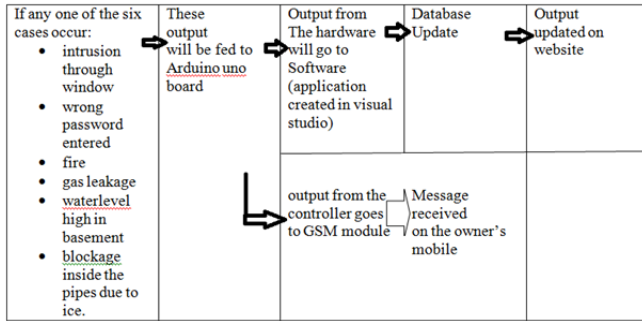 If any one of the six
cases occur:
• intrusion
through
window
• wrong
password
entered
• fire
• gas leakage
• waterlevel
high in
basement
• blockage
inside the
pipes due to
ice.
These
output
will be fed to
Arduino uno
board
Output from
The hardware
will go to
Software
(application
created in visual
studio)
Database
Update
Output
updated on
website
output from the
controller goes
to GSM module
Message
received
on the owner's
mobile